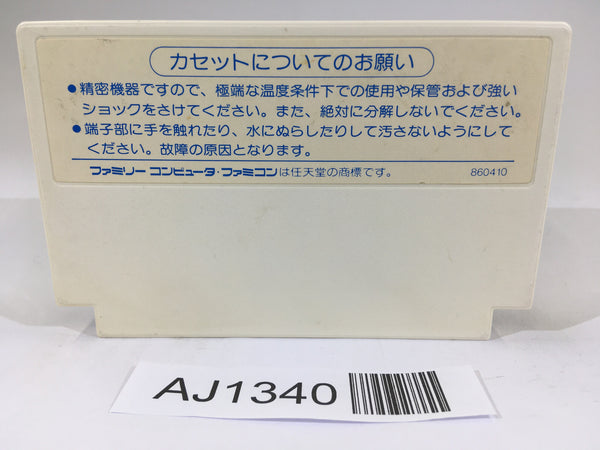 カセットについてのお願い
●精密機器ですので、極端な温度条件下での使用や保管および強い
ショックをさけてください。また、絶対に分解しないでください。
●端子部に手を触れたり、水にぬらしたりして汚さないようにして
ください。故障の原因となります。
ファミリーコンピュータ・ファミコンは任天堂の商標です。 860410
AJ1340